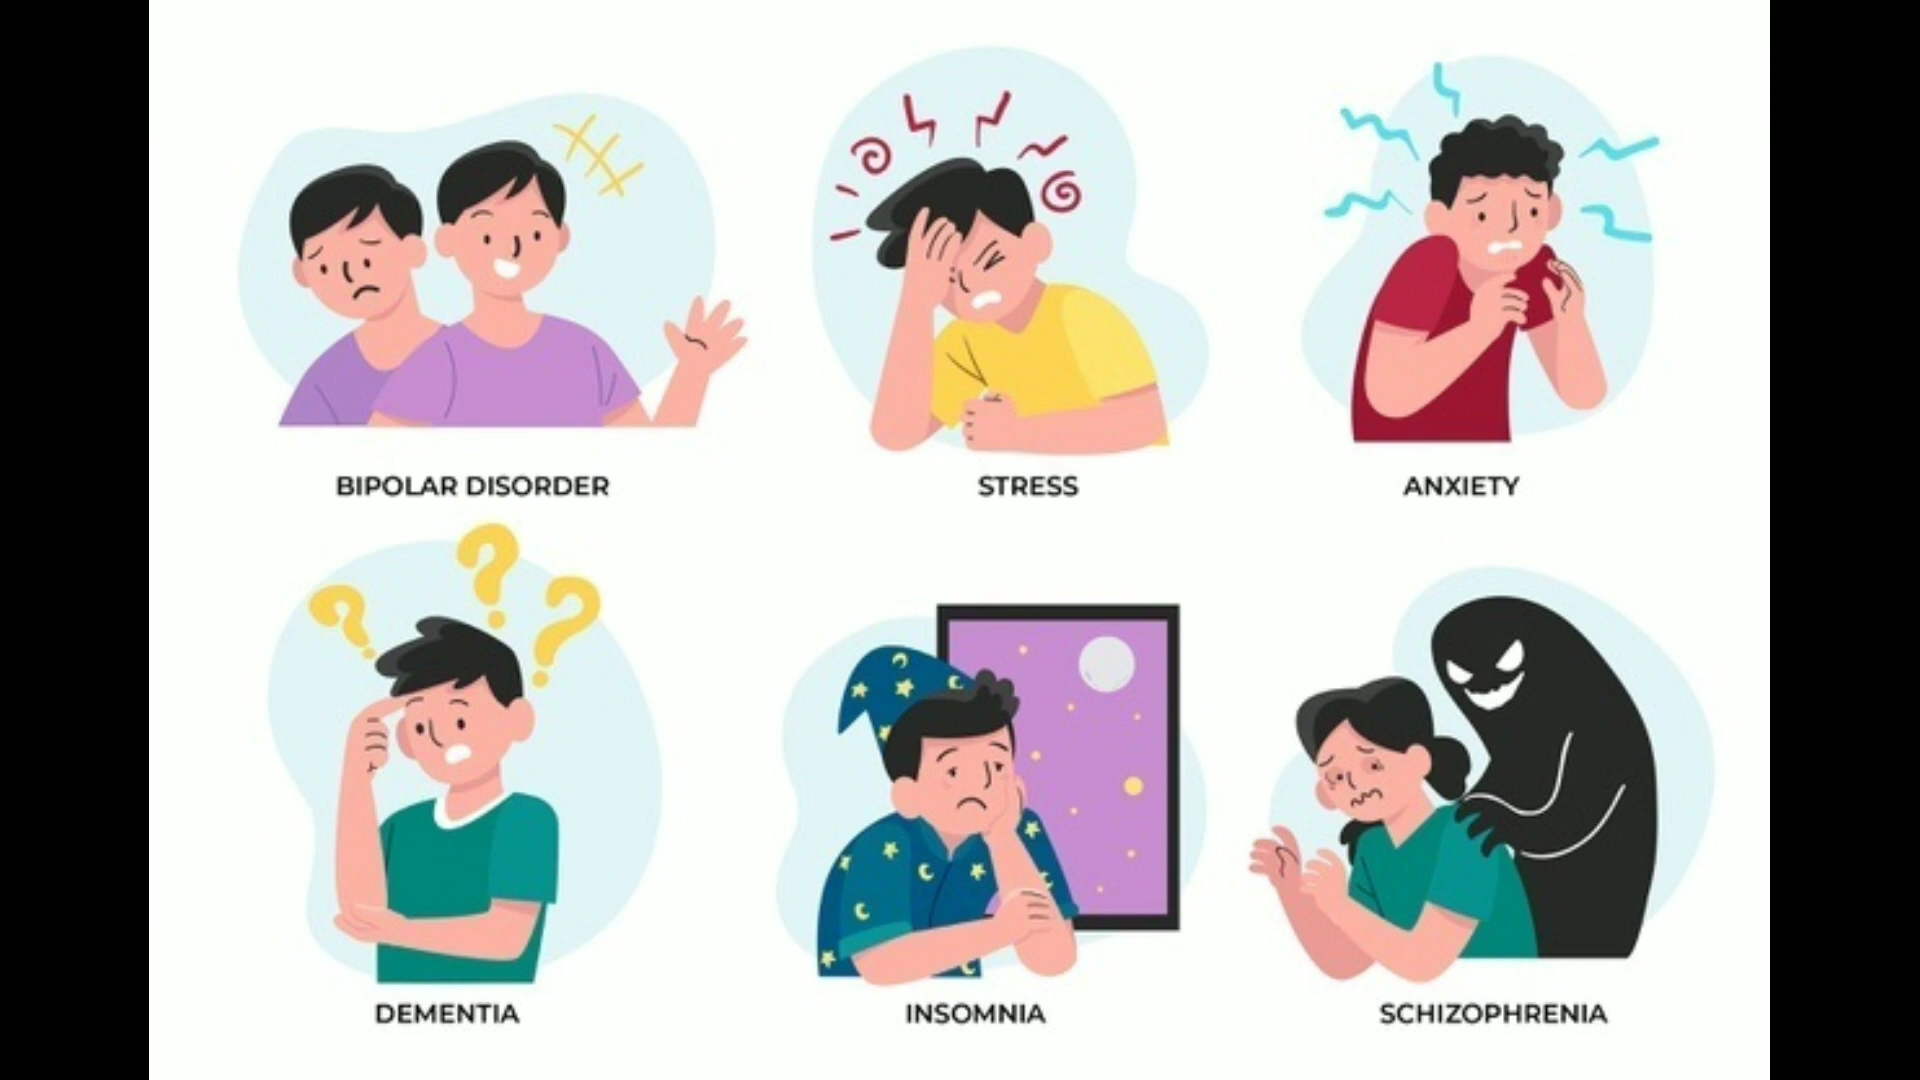 BIPOLAR DISORDER
STRESS
ANXIETY
DEMENTIA
INSOMNIA
SCHIZOPHRENIA